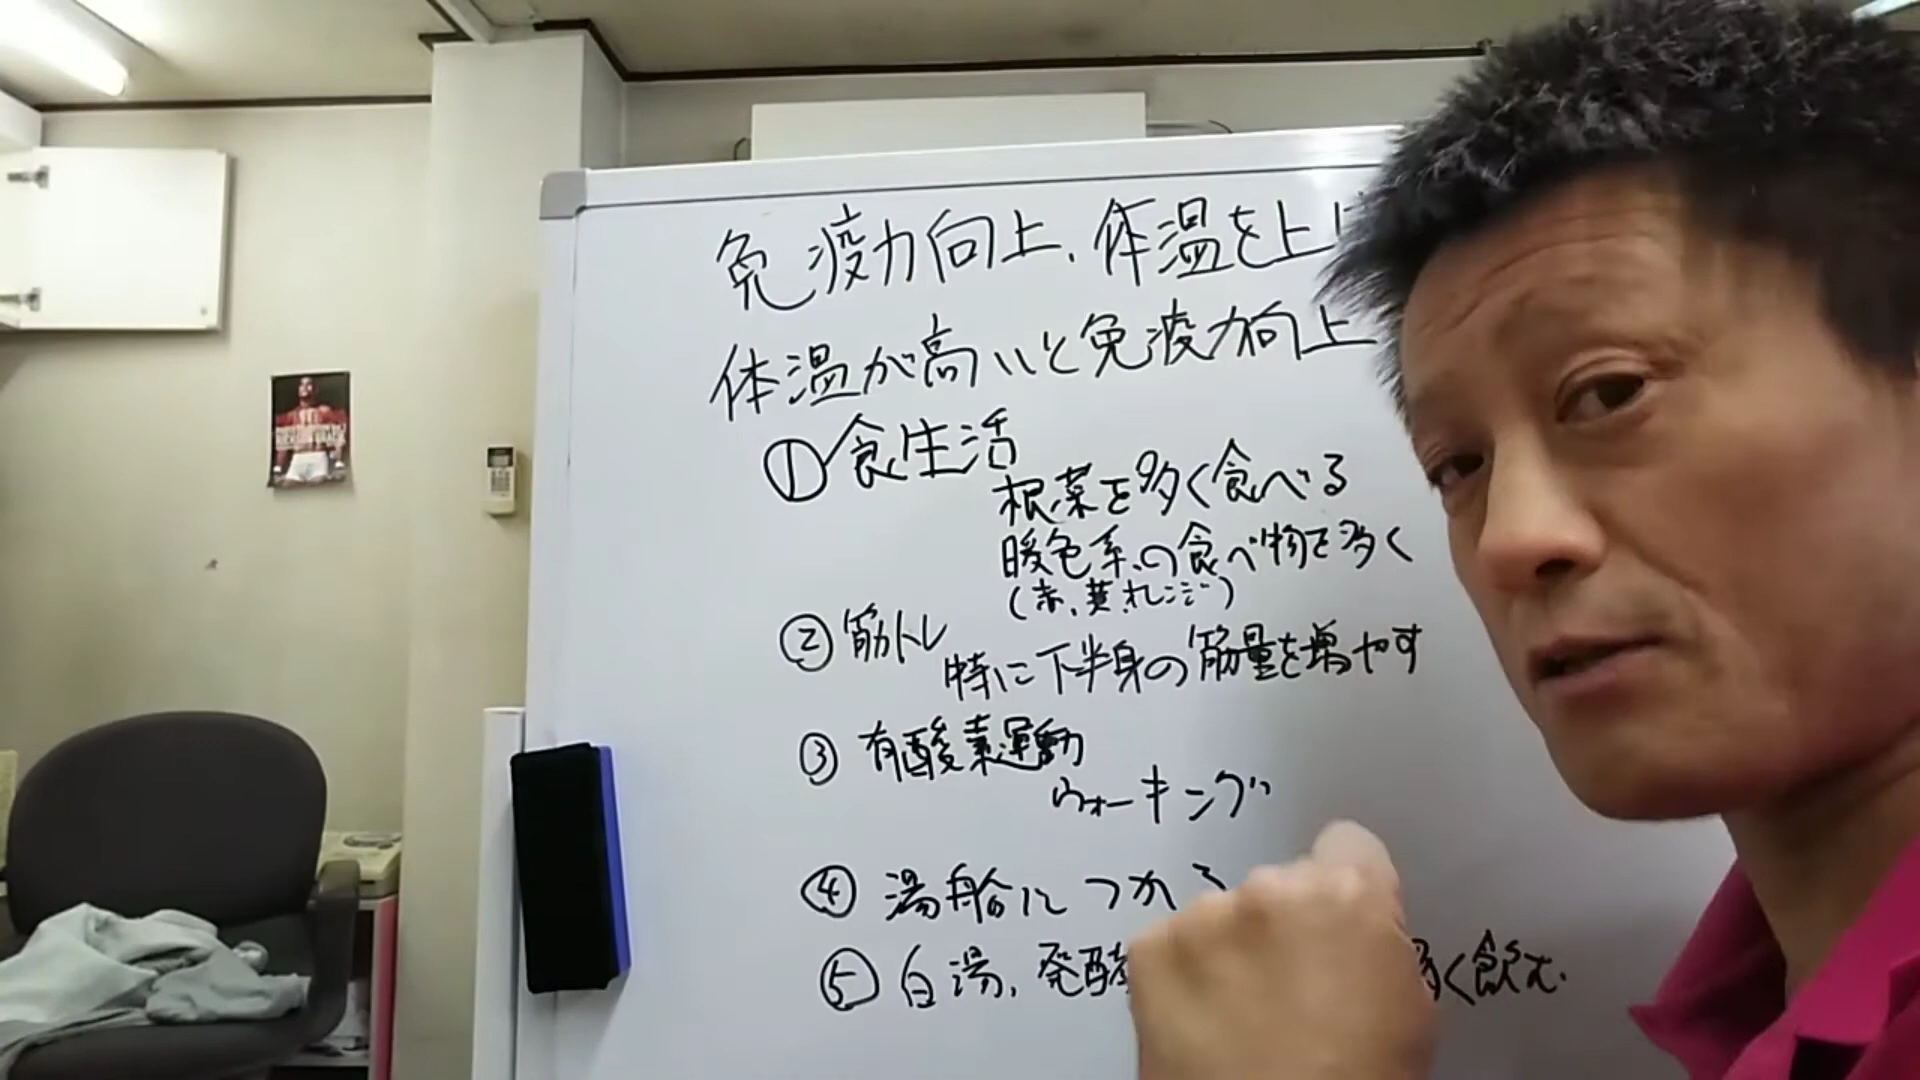 免疫力向上、体温を上げ
体温が高いと免疫力向上
①食生活
根菜を多く食べる
暖色系の食べ物を多く
(赤、黄、オレンジ)
②筋トレ
特に下半身の筋量を増やす
③有酸素運動
ウォーキング
④湯船につかる
⑤白湯、発酵 多く飲む